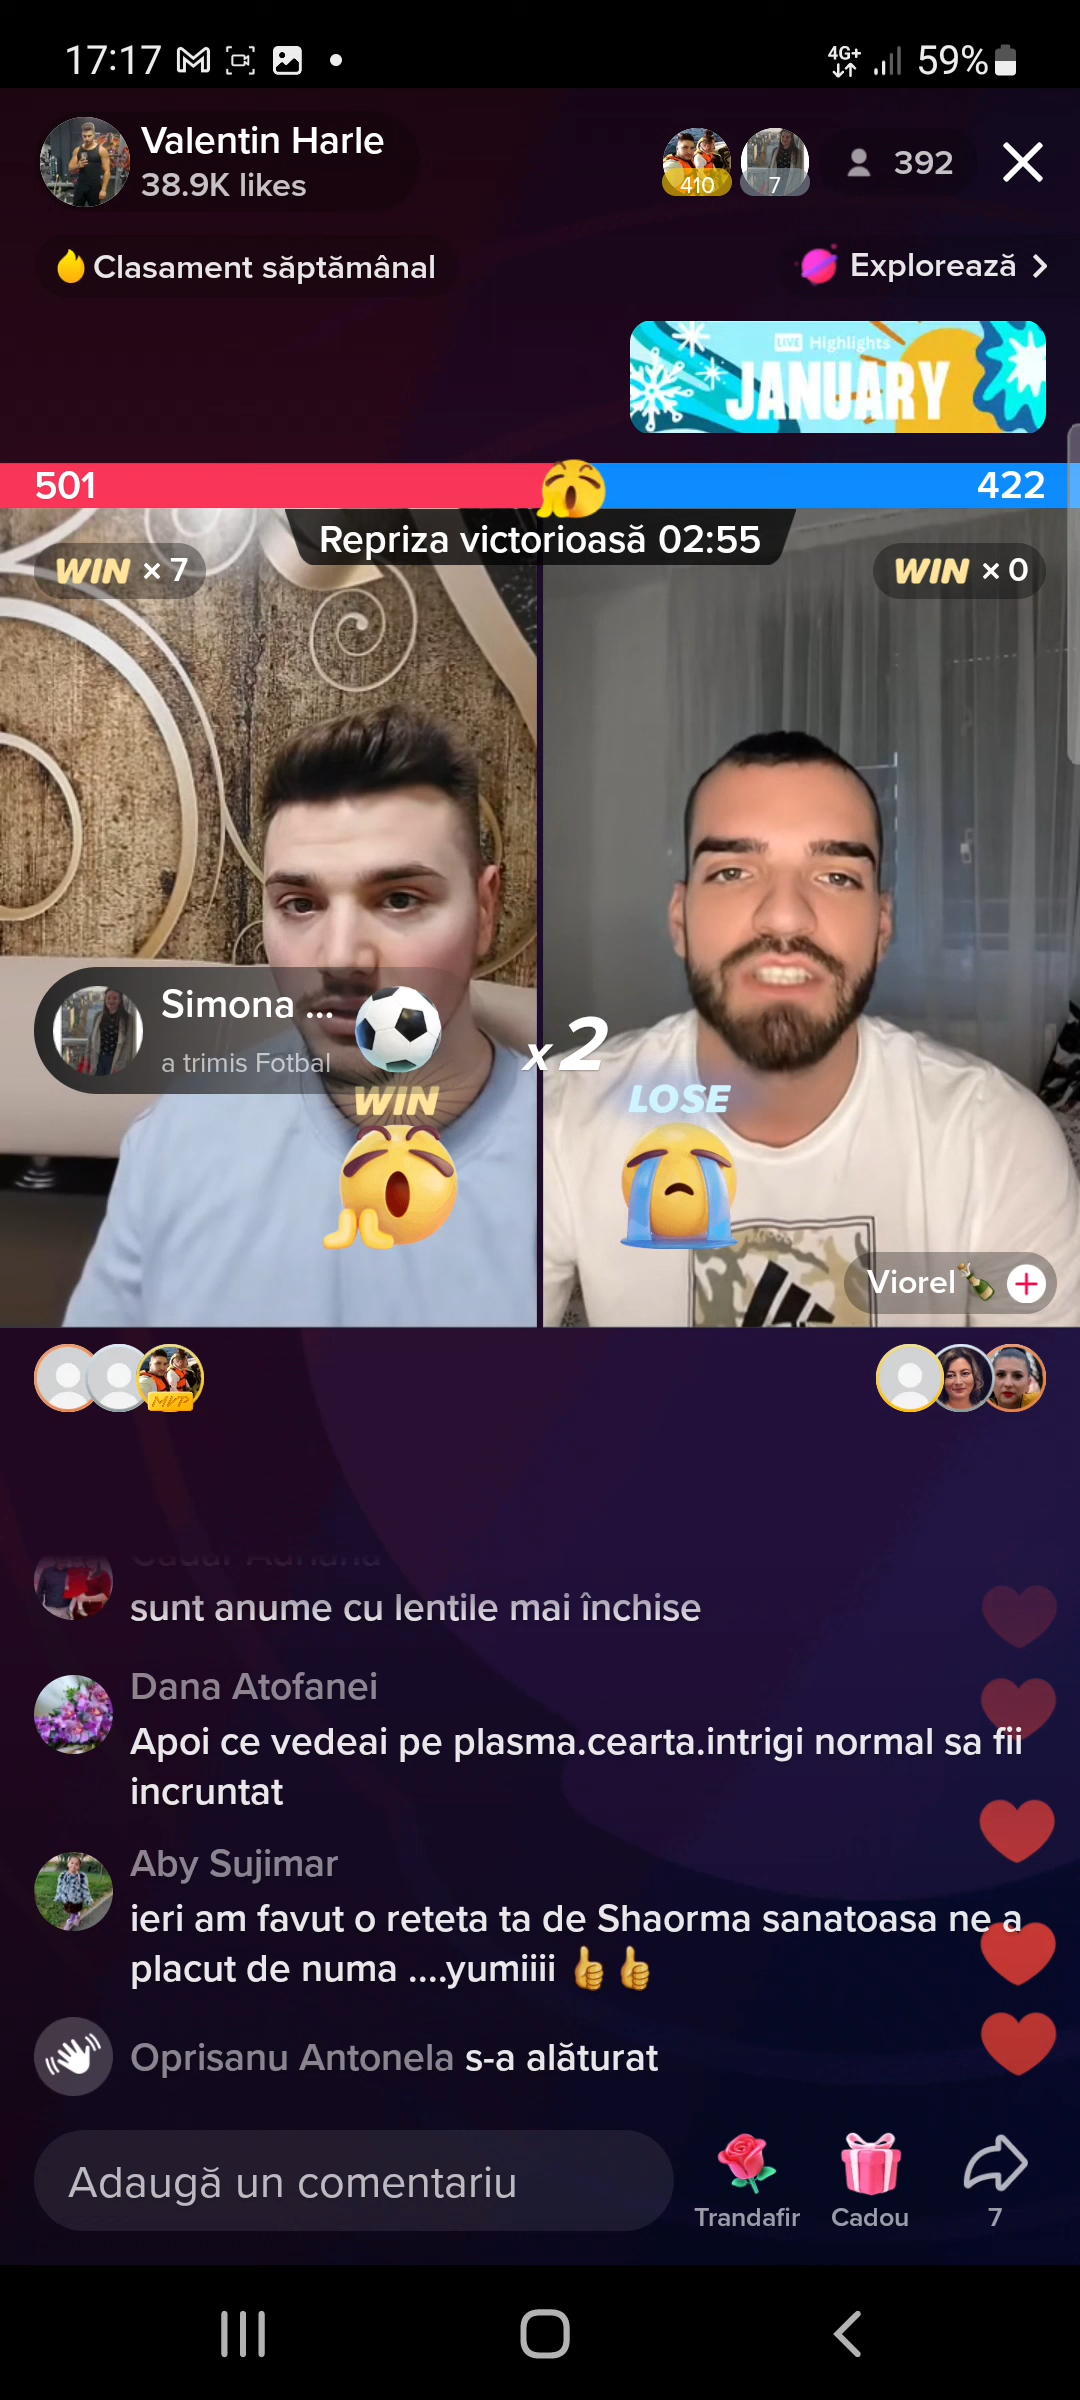 17:17
4G+
59%
Valentin Harle
38.9K likes
410
7
392
Clasament săptămânal
Explorează
LIVE Highlights
JANUARY
501
422
Repriza victorioasă 02:55
WIN × 7
WIN × 0
Simona ...
a trimis Fotbal
x2
WIN
LOSE
Viorel
MVP
sunt anume cu lentile mai închise
Dana Atofanei
Apoi ce vedeai pe plasma.cearta.intrigi normal sa fii
incruntat
Aby Sujimar
ieri am favut o reteta ta de Shaorma sanatoasa ne a
placut de numa ....yumiiii 👍👍
Oprisanu Antonela s-a alăturat
Adaugă un comentariu
Trandafir
Cadou
7